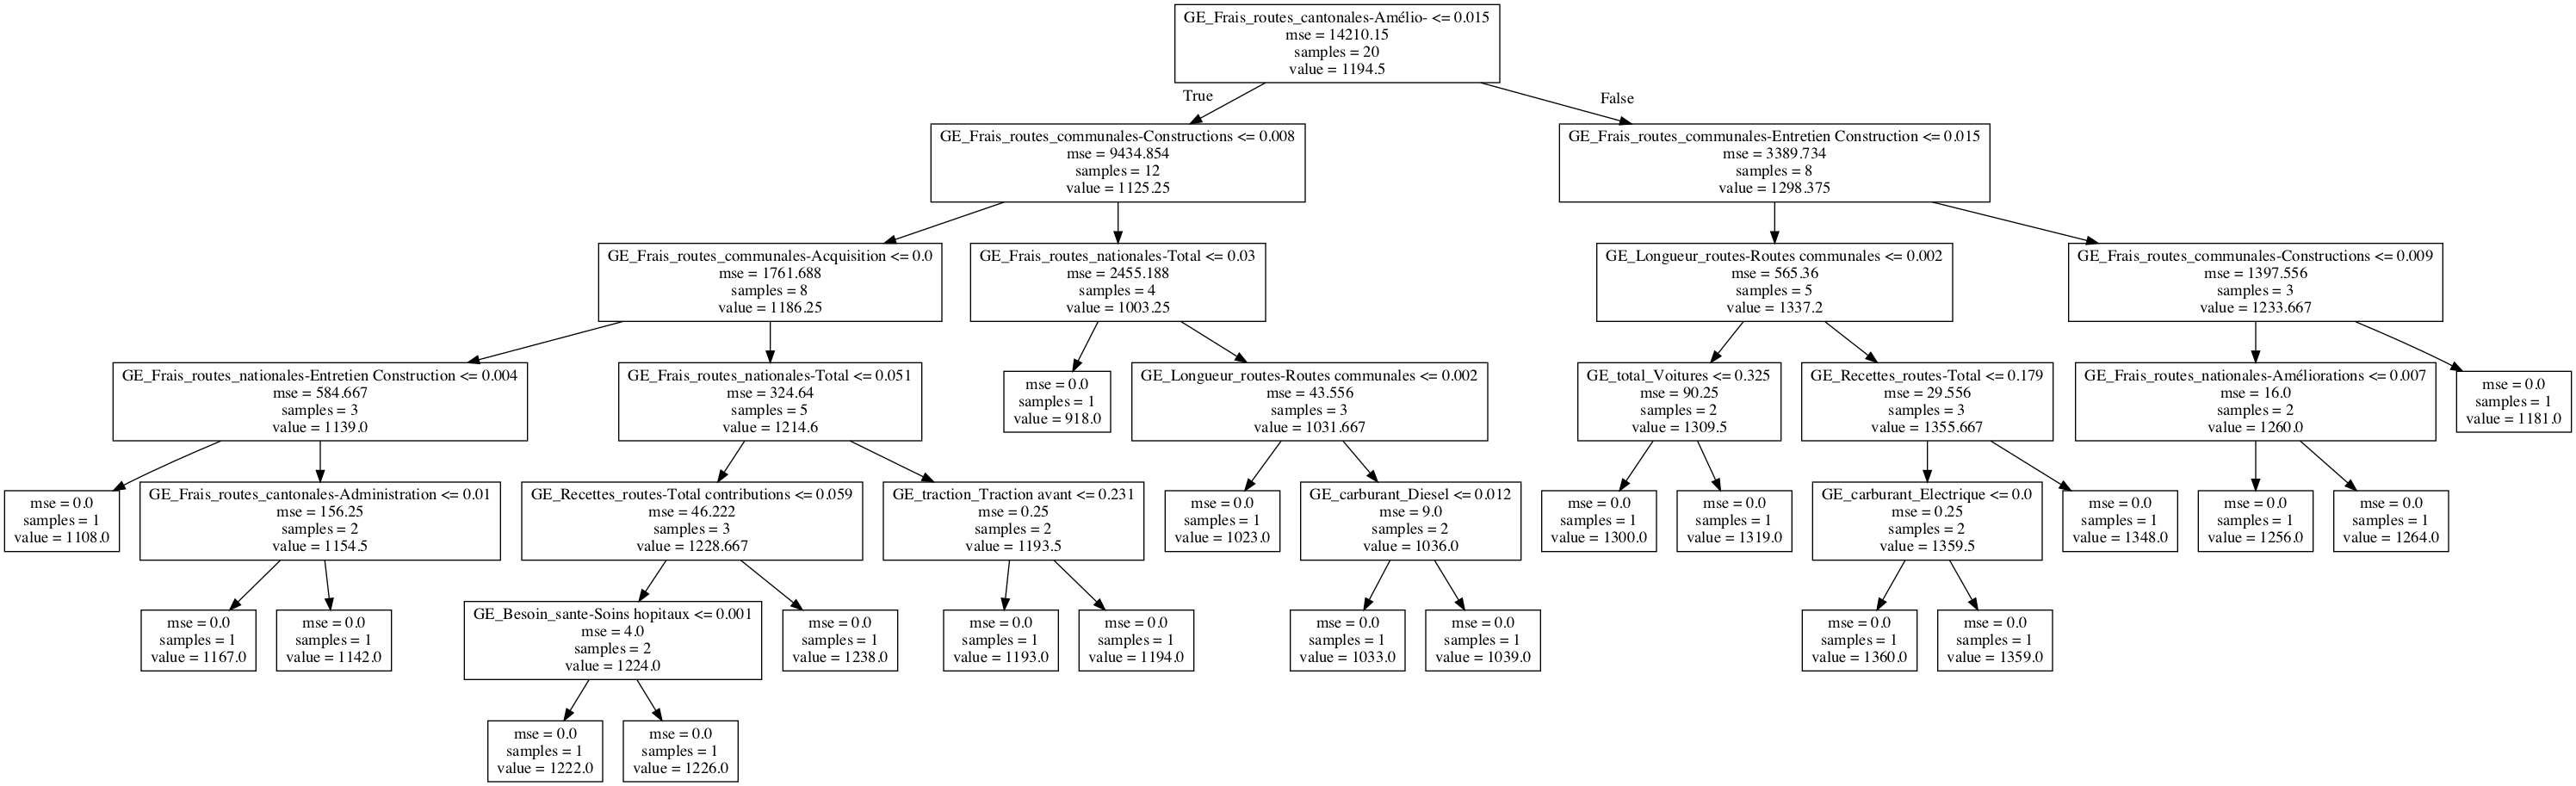 GE_Frais_routes_cantonales-Amélio- <= 0.015
mse = 14210.15
samples = 20
value = 1194.5
True
False
GE_Frais_routes_communales-Constructions <= 0.008
mse = 9434.854
samples = 12
value = 1125.25
GE_Frais_routes_communales-Entretien Construction <= 0.015
mse = 3389.734
samples = 8
value = 1298.375
GE_Frais_routes_communales-Acquisition <= 0.0
mse = 1761.688
samples = 8
value = 1186.25
GE_Frais_routes_nationales-Total <= 0.03
mse = 2455.188
samples = 4
value = 1003.25
GE_Longueur_routes-Routes communales <= 0.002
mse = 565.36
samples = 5
value = 1337.2
GE_Frais_routes_communales-Constructions <= 0.009
mse = 1397.556
samples = 3
value = 1233.667
GE_Frais_routes_nationales-Entretien Construction <= 0.004
mse = 584.667
samples = 3
value = 1139.0
GE_Frais_routes_nationales-Total <= 0.051
mse = 324.64
samples = 5
value = 1214.6
mse = 0.0
samples = 1
value = 918.0
GE_Longueur_routes-Routes communales <= 0.002
mse = 43.556
samples = 3
value = 1031.667
GE_total_Voitures <= 0.325
mse = 90.25
samples = 2
value = 1309.5
GE_Recettes_routes-Total <= 0.179
mse = 29.556
samples = 3
value = 1355.667
GE_Frais_routes_nationales-Améliorations <= 0.007
mse = 16.0
samples = 2
value = 1260.0
mse = 0.0
samples = 1
value = 1181.0
mse = 0.0
samples = 1
value = 1108.0
GE_Frais_routes_cantonales-Administration <= 0.01
mse = 156.25
samples = 2
value = 1154.5
GE_Recettes_routes-Total contributions <= 0.059
mse = 46.222
samples = 3
value = 1228.667
GE_traction_Traction avant <= 0.231
mse = 0.25
samples = 2
value = 1193.5
mse = 0.0
samples = 1
value = 1023.0
GE_carburant_Diesel <= 0.012
mse = 9.0
samples = 2
value = 1036.0
mse = 0.0
samples = 1
value = 1300.0
mse = 0.0
samples = 1
value = 1319.0
GE_carburant_Electrique <= 0.0
mse = 0.25
samples = 2
value = 1359.5
mse = 0.0
samples = 1
value = 1348.0
mse = 0.0
samples = 1
value = 1256.0
mse = 0.0
samples = 1
value = 1264.0
mse = 0.0
samples = 1
value = 1167.0
mse = 0.0
samples = 1
value = 1142.0
GE_Besoin_sante-Soins hopitaux <= 0.001
mse = 4.0
samples = 2
value = 1224.0
mse = 0.0
samples = 1
value = 1238.0
mse = 0.0
samples = 1
value = 1193.0
mse = 0.0
samples = 1
value = 1194.0
mse = 0.0
samples = 1
value = 1033.0
mse = 0.0
samples = 1
value = 1039.0
mse = 0.0
samples = 1
value = 1360.0
mse = 0.0
samples = 1
value = 1359.0
mse = 0.0
samples = 1
value = 1222.0
mse = 0.0
samples = 1
value = 1226.0